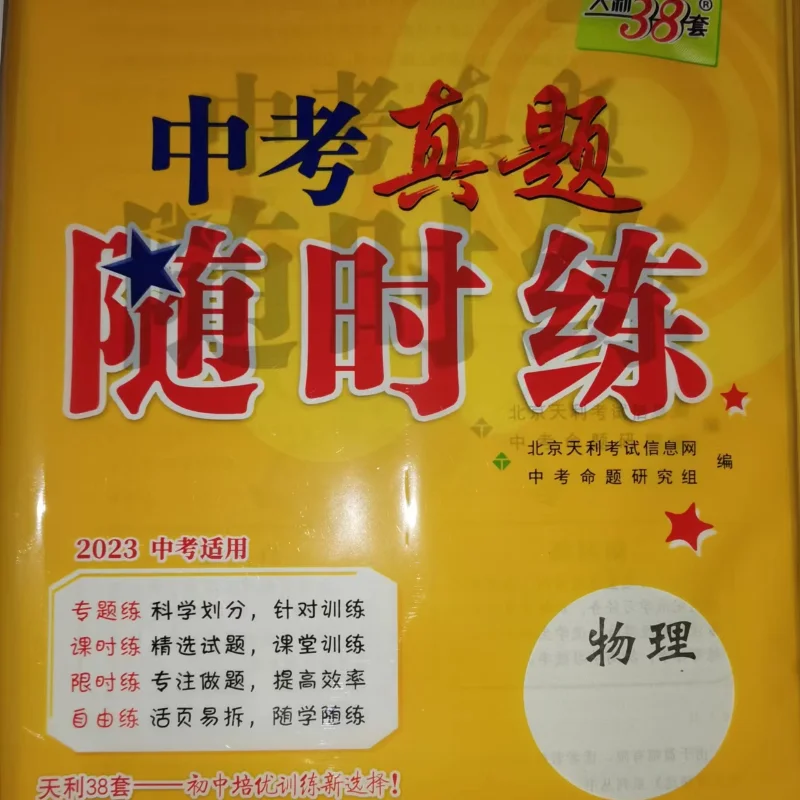 天利38套®
中考真题
随时练
北京天利考试信息网
中考命题研究组 编
2023 中考适用
专题练 科学划分，针对训练
课时练 精选试题，课堂训练
限时练 专注做题，提高效率
自由练 活页易拆，随学随练
物理
天利38套——初中培优训练新选择！